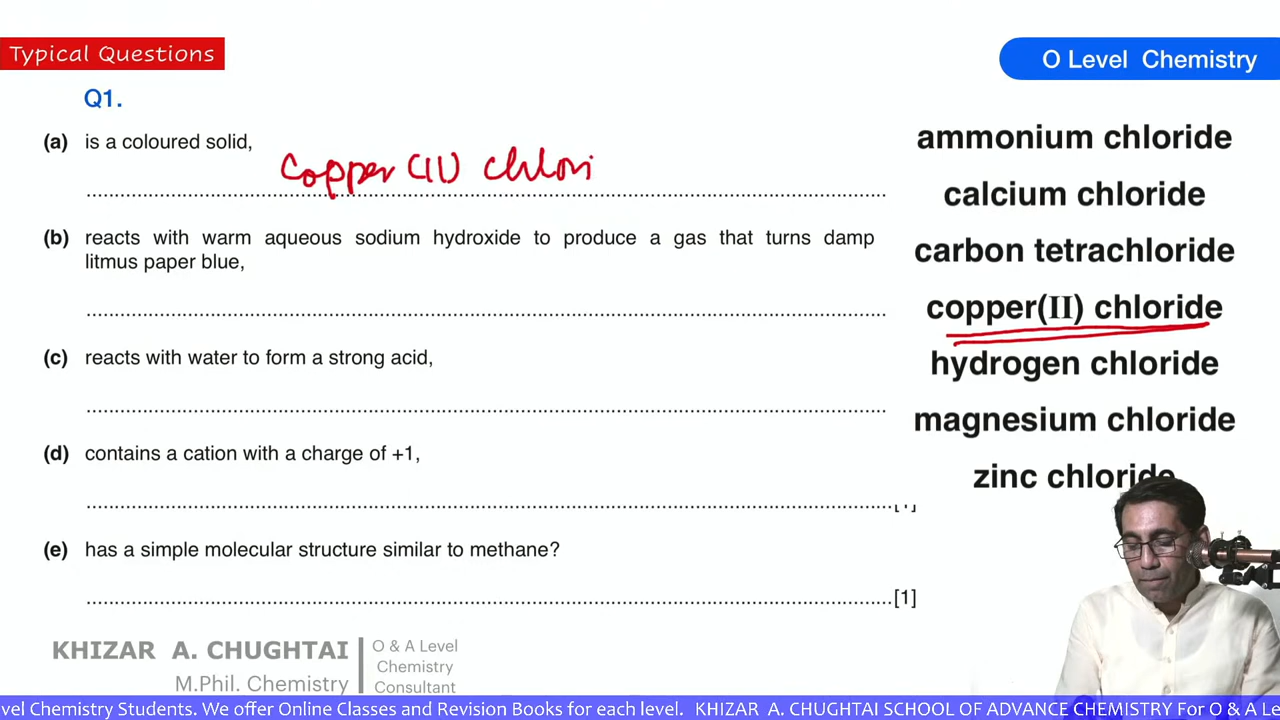 Typical Questions
O Level Chemistry
Q1.
(a) is a coloured solid,
Copper (II) chlori
(b) reacts with warm aqueous sodium hydroxide to produce a gas that turns damp
litmus paper blue,
(c) reacts with water to form a strong acid,
(d) contains a cation with a charge of +1,
[1]
(e) has a simple molecular structure similar to methane?
[1]
ammonium chloride
calcium chloride
carbon tetrachloride
copper(II) chloride
hydrogen chloride
magnesium chloride
zinc chloride
KHIZAR A. CHUGHTAI
M.Phil. Chemistry
O & A Level
Chemistry
Consultant
vel Chemistry Students. We offer Online Classes and Revision Books for each level. KHIZAR A. CHUGHTAI SCHOOL OF ADVANCE CHEMISTRY For O & A Le